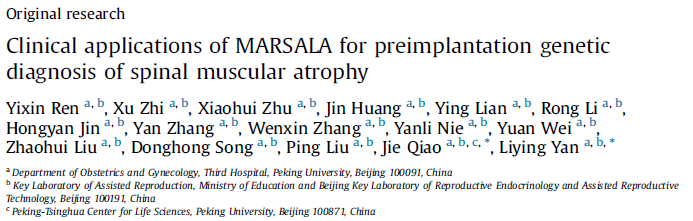 Original research
Clinical applications of MARSALA for preimplantation genetic
diagnosis of spinal muscular atrophy
Yixin Ren a, b, Xu Zhi a, b, Xiaohui Zhu a, b, Jin Huang a, b, Ying Lian a, b, Rong Li a, b,
Hongyan Jin a, b, Yan Zhang a, b, Wenxin Zhang a, b, Yanli Nie a, b, Yuan Wei a, b,
Zhaohui Liu a, b, Donghong Song a, b, Ping Liu a, b, Jie Qiao a, b, c, *, Liying Yan a, b, *
a Department of Obstetrics and Gynecology, Third Hospital, Peking University, Beijing 100091, China
b Key Laboratory of Assisted Reproduction, Ministry of Education and Beijing Key Laboratory of Reproductive Endocrinology and Assisted Reproductive
Technology, Beijing 100191, China
c Peking-Tsinghua Center for Life Sciences, Peking University, Beijing 100871, China